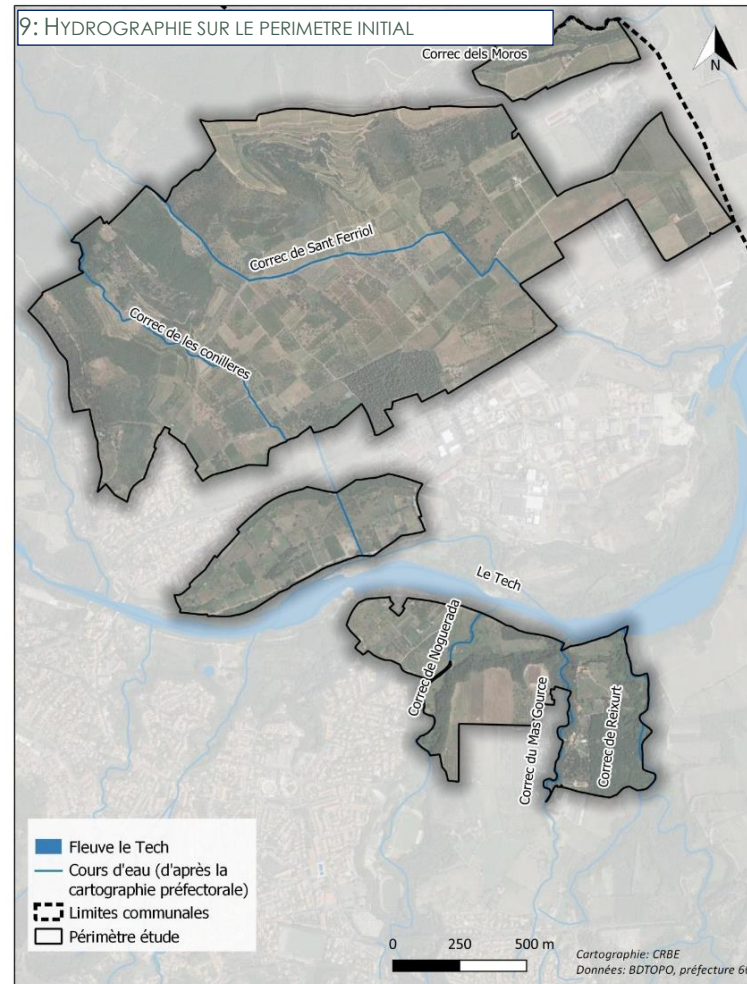 9: HYDROGRAPHIE SUR LE PERIMETRE INITIAL
Correc dels Moros
N
Correc de Sant Ferriol
Correc de les conilleres
Le Tech
Correc de Noguerada
Correc du Mas Gource
Correc de Reixurt
Fleuve le Tech
Cours d'eau (d'après la
cartographie préfectorale)
Limites communales
Périmètre étude
0 250 500 m
Cartographie: CRBE
Données: BDTOPO, préfecture 66